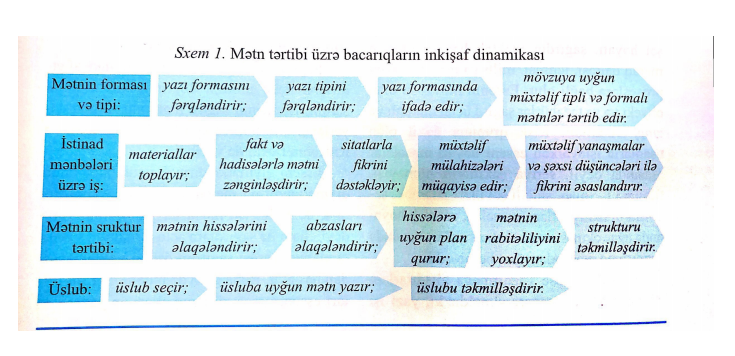 Sxem 1. Mətn tərtibi üzrə bacarıqların inkişaf dinamikası
Mətnin forması
və tipi:
yazı formasını
fərqləndirir;
yazı tipini
fərqləndirir;
yazı formasında
ifadə edir;
mövzuya uyğun
müxtəlif tipli və formalı
mətnlər tərtib edir.
İstinad
mənbələri
üzrə iş:
materiallar
toplayır;
fakt və
hadisələrlə mətni
zənginləşdirir;
sitatlarla
fikrini
dəstəkləyir;
müxtəlif
mülahizələri
müqayisə edir;
müxtəlif yanaşmalar
və şəxsi düşüncələri ilə
fikrini əsaslandırır.
Mətnin sruktur
tərtibi:
mətnin hissələrini
əlaqələndirir;
abzasları
əlaqələndirir;
hissələrə
uyğun plan
qurur;
mətnin
rabitəliliyini
yoxlayır;
strukturu
təkmilləşdirir.
Üslub:
üslub seçir;
üsluba uyğun mətn yazır;
üslubu təkmilləşdirir.